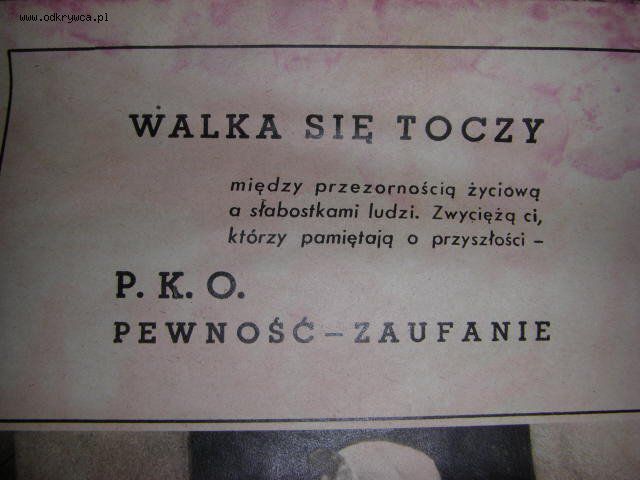 www.odkrywca.pl
WALKA SIĘ TOCZY
między przezornością życiową
a słabostkami ludzi. Zwyciężą ci,
którzy pamiętają o przyszłości –
P. K. O.
PEWNOŚĆ – ZAUFANIE